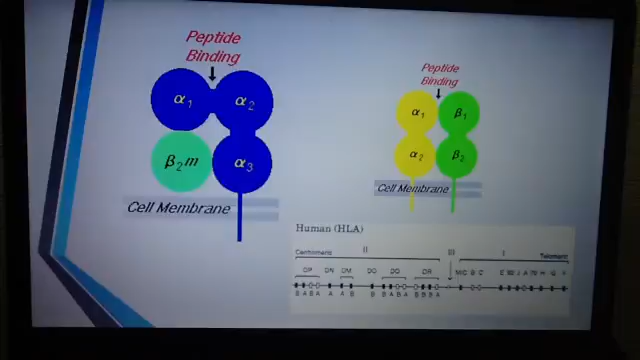 Peptide
Binding
α1
α2
β2m
α3
Cell Membrane
Peptide
Binding
α1
β1
α2
β2
Cell Membrane
Human (HLA)
Centromere II III I Telomere
DP DN DM DO DQ DR MIC B C
B A B A A A B B B A B A B B B A